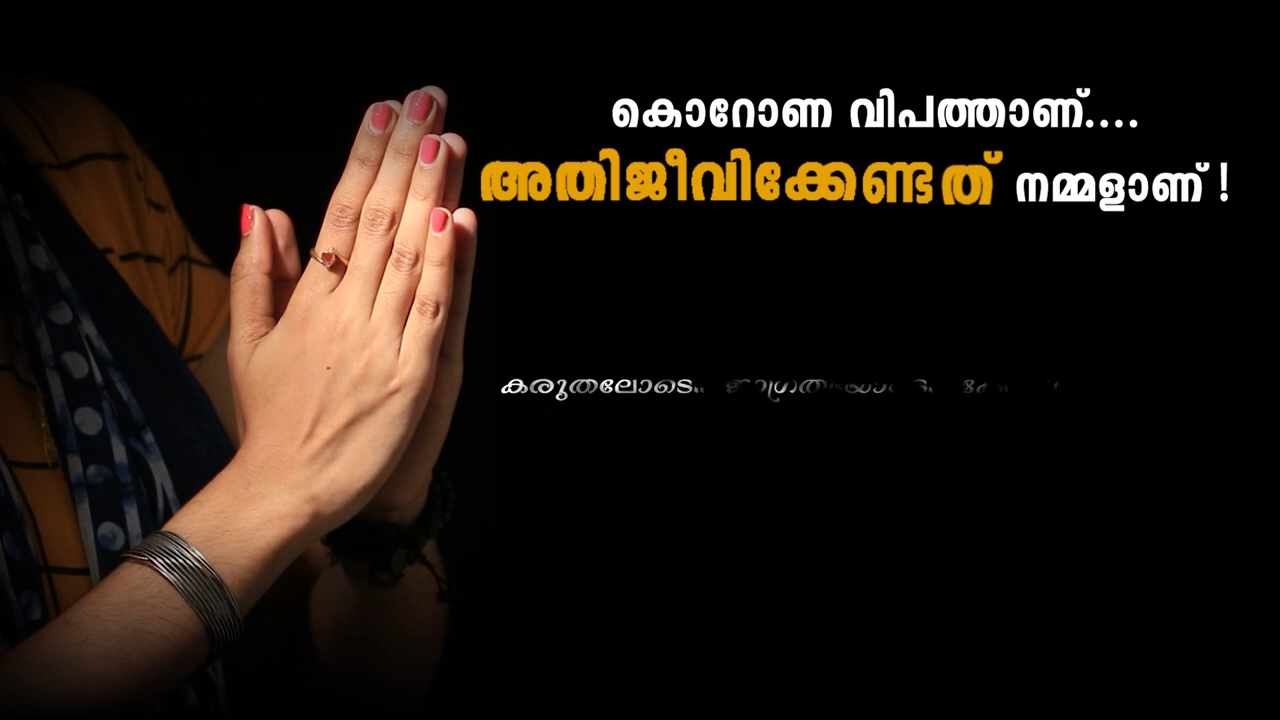 കൊറോണ വിപത്താണ്....
അതിജീവിക്കേണ്ടത് നമ്മളാണ് !
കരുതലോടെ..